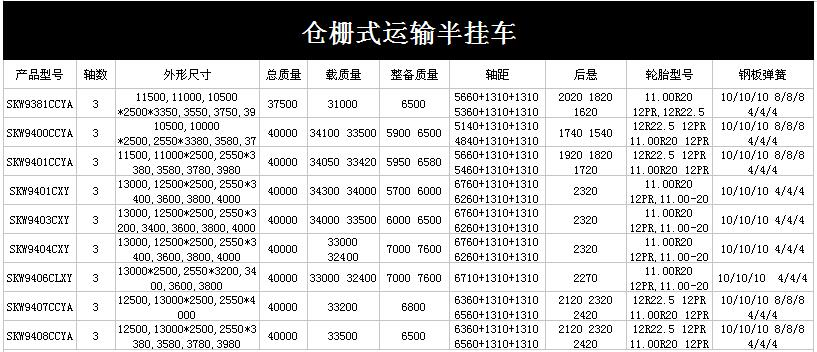 仓栅式运输半挂车
产品型号 轴数 外形尺寸 总质量 载质量 整备质量 轴距 后悬 轮胎型号 钢板弹簧
SKW9381CCYA 3 11500,11000,10500 *2500*3350,3550,3750,39 37500 31000 6500 5660+1310+1310 5360+1310+1310 2020 1820 1620 11.00R20 12PR,12R22.5 10/10/10 8/8/8 4/4/4
SKW9400CCYA 3 10500,10000 *2500,2550*3380,3580,37 40000 34100 33500 5900 6500 5140+1310+1310 4840+1310+1310 1740 1540 12R22.5 12PR 11.00R20 12PR 10/10/10 8/8/8 4/4/4
SKW9401CCYA 3 11500,11000*2500,2550*3 380,3580,3780,3980 40000 34050 33420 5950 6580 5660+1310+1310 5460+1310+1310 1920 1820 1720 12R22.5 12PR 11.00R20 12PR 10/10/10 8/8/8 4/4/4
SKW9401CXY 3 13000,12500*2500,2550*3 400,3600,3800,4000 40000 34300 34000 5700 6000 6760+1310+1310 6260+1310+1310 2320 11.00R20 12PR,11.00-20 10/10/10 4/4/4
SKW9403CXY 3 13000,12500*2500,2550*3 200,3400,3600,3800,4000 40000 34000 33500 6000 6500 6760+1310+1310 6260+1310+1310 2320 11.00R20 12PR,11.00-20 10/10/10 4/4/4
SKW9404CXY 3 13000,12500*2500,2550*3 400,3600,3800,4000 40000 33000 32400 7000 7600 6760+1310+1310 6260+1310+1310 2320 11.00R20 12PR,11.00-20 10/10/10 4/4/4
SKW9406CLXY 3 13000*2500,2550*3200,34 00,3600,3800 40000 33000 32400 7000 7600 6710+1310+1310 2270 11.00R20 12PR,11.00-20 10/10/10 4/4/4
SKW9407CCYA 3 12500,13000*2500,2550*4 000 40000 33200 6800 6360+1310+1310 6560+1310+1310 2120 2320 2420 12R22.5 12PR 11.00R20 12PR 10/10/10 8/8/8 4/4/4
SKW9408CCYA 3 12500,13000*2500,2550*3 380,3580,3780,3980 40000 33500 6500 6360+1310+1310 6560+1310+1310 2120 2320 2420 12R22.5 12PR 11.00R20 12PR 10/10/10 8/8/8 4/4/4